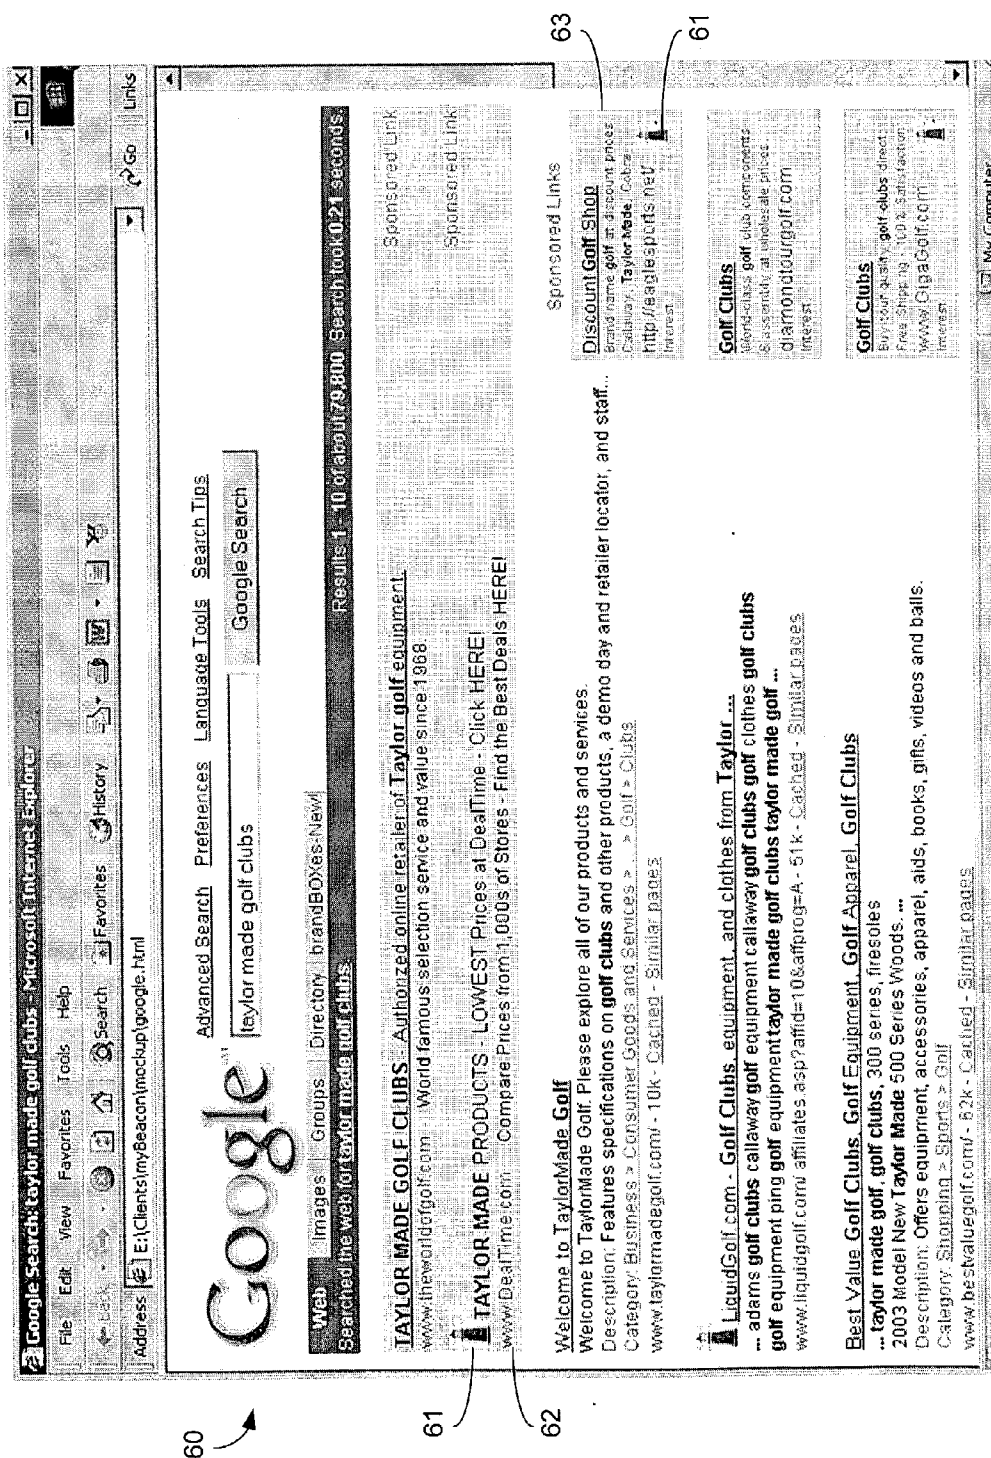 Google Search: taylor made golf clubs - Microsoft Internet Explorer
File Edit View Favorites Tools Help
Back Search Favorites History
Address E:\Clients\myBeacon\mockup\google.html Go Links
Google
Advanced Search Preferences Language Tools Search Tips
taylor made golf clubs Google Search
Web Images Groups Directory brandBOXes-New!
Searched the web for taylor made golf clubs. Results 1 - 10 of about 79,800. Search took 0.21 seconds.
TAYLOR MADE GOLF CLUBS - Authorized online retailer of Taylor golf equipment. Sponsored Link
www.theworldofgolf.com - World famous selection service and value since 1968.
TAYLOR MADE PRODUCTS - LOWEST Prices at DealTime - Click HERE! Sponsored Link
www.DealTime.com Compare Prices from 1,000s of Stores - Find the Best Deals HERE!
Welcome to TaylorMade Golf
Welcome to TaylorMade Golf. Please explore all of our products and services.
Description: Features specifications on golf clubs and other products, a demo day and retailer locator, and staff...
Category: Business > Consumer Goods and Services > ... > Golf > Clubs
www.taylormadegolf.com/ - 10k - Cached - Similar pages
LiquidGolf.com - Golf Clubs, equipment, and clothes from Taylor ...
... adams golf clubs callaway golf equipment callaway golf clubs golf clothes golf clubs
golf equipment ping golf equipment taylor made golf clubs taylor made golf ...
www.liquidgolf.com/ affiliates.asp?affid=10&affprog=A - 51k - Cached - Similar pages
Best Value Golf Clubs, Golf Equipment, Golf Apparel, Golf Clubs
... taylor made golf, golf clubs, 300 series, firesoles
2003 Model New Taylor Made 500 Series Woods. ...
Description: Offers equipment, accessories, apparel, aids, books, gifts, videos and balls.
Category: Shopping > Sports > Golf
www.bestvaluegolf.com/ - 82k - Cached - Similar pages
Sponsored Links
Discount Golf Shop
Brand name golf at discount prices
Callaway, Taylor Made, Cobra
http://eaglesports.net/
Interest
Golf Clubs
World-class golf club components
& assembly at wholesale prices.
diamondtourgolf.com
Interest
Golf Clubs
Buy tour quality golf clubs direct.
Free Shipping - 100% Satisfaction
www.GigaGolf.com
Interest
My Computer
60
61
62
63
61